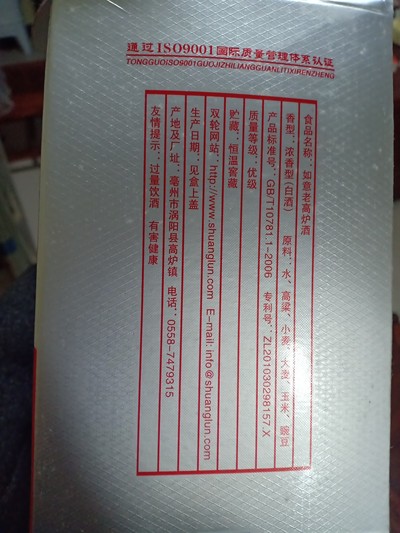 通过ISO9001国际质量管理体系认证
TONGGUOISO9001GUOJIZHILIANGGUANLITIXIRENZHENG
食品名称：如意老高炉酒
香型：浓香型(白酒) 原料：水、高粱、小麦、大麦、玉米、豌豆
产品标准号：GB/T10781.1-2006 专利号：ZL201030298157.X
质量等级：优级
贮藏：恒温窖藏
双轮网站：http://www.shuanglun.com E-mail:info@shuanglun.com
生产日期：见盒上盖
产地及厂址：亳州市涡阳县高炉镇 电话：0558-7479315
友情提示：过量饮酒 有害健康